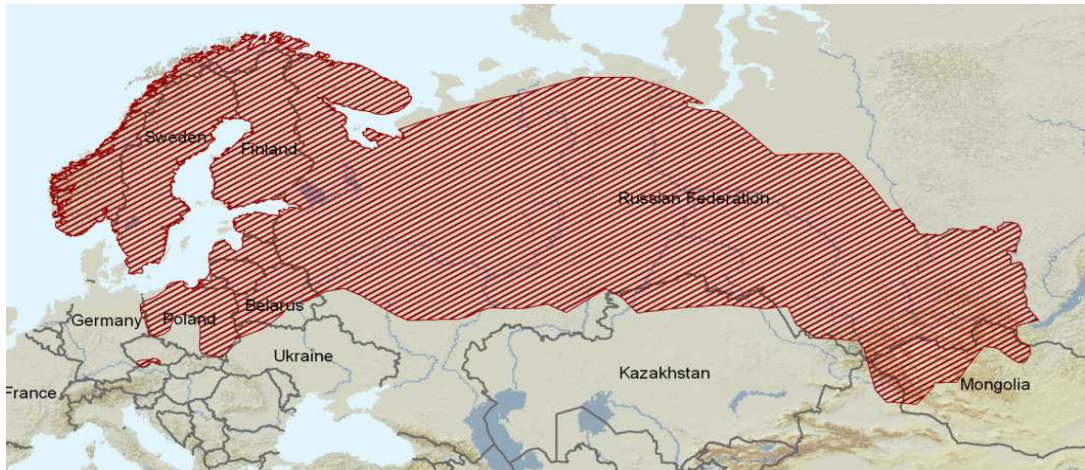 Sweden
Finland
Russian Federation
Belarus
Germany
Poland
Ukraine
Kazakhstan
France
Mongolia